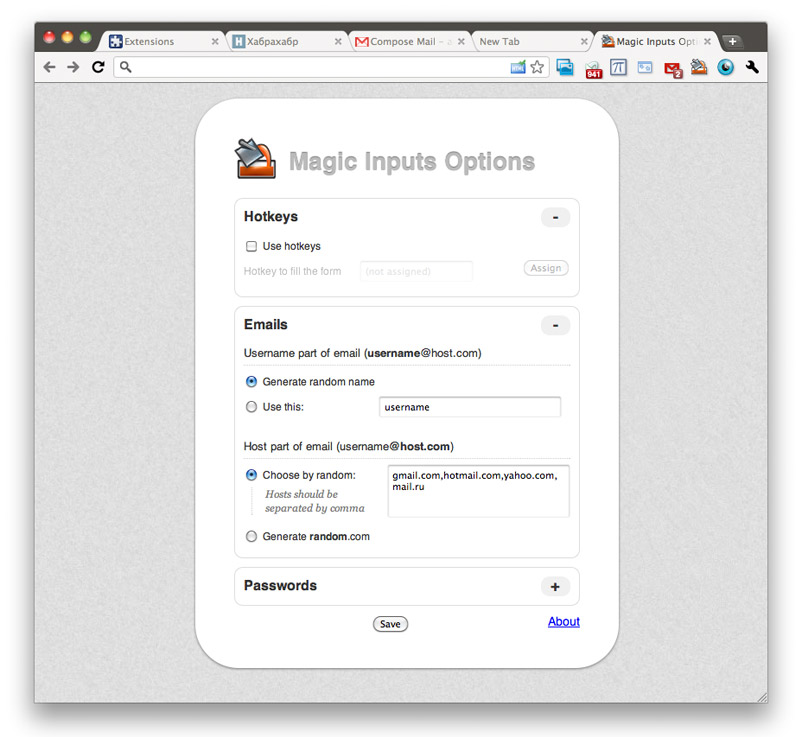 Extensions
Хабрахабр
Compose Mail -
New Tab
Magic Inputs Opti
941
π
2
Magic Inputs Options
Hotkeys
-
Use hotkeys
Hotkey to fill the form
(not assigned)
Assign
Emails
-
Username part of email (username@host.com)
Generate random name
Use this:
username
Host part of email (username@host.com)
Choose by random:
gmail.com,hotmail.com,yahoo.com,
mail.ru
Hosts should be
separated by comma
Generate random.com
Passwords
+
Save
About